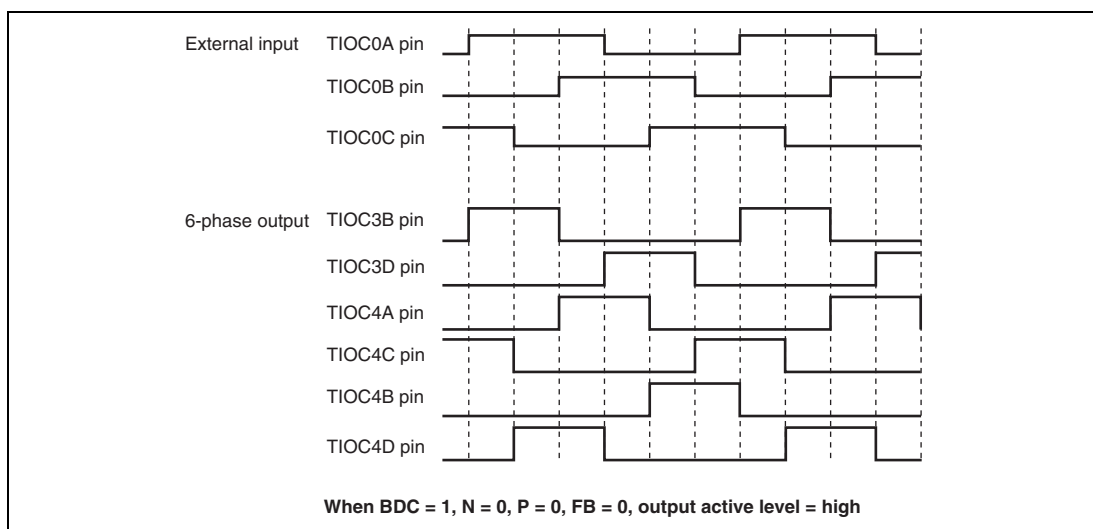 External input TIOC0A pin
TIOC0B pin
TIOC0C pin
6-phase output TIOC3B pin
TIOC3D pin
TIOC4A pin
TIOC4C pin
TIOC4B pin
TIOC4D pin
When BDC = 1, N = 0, P = 0, FB = 0, output active level = high